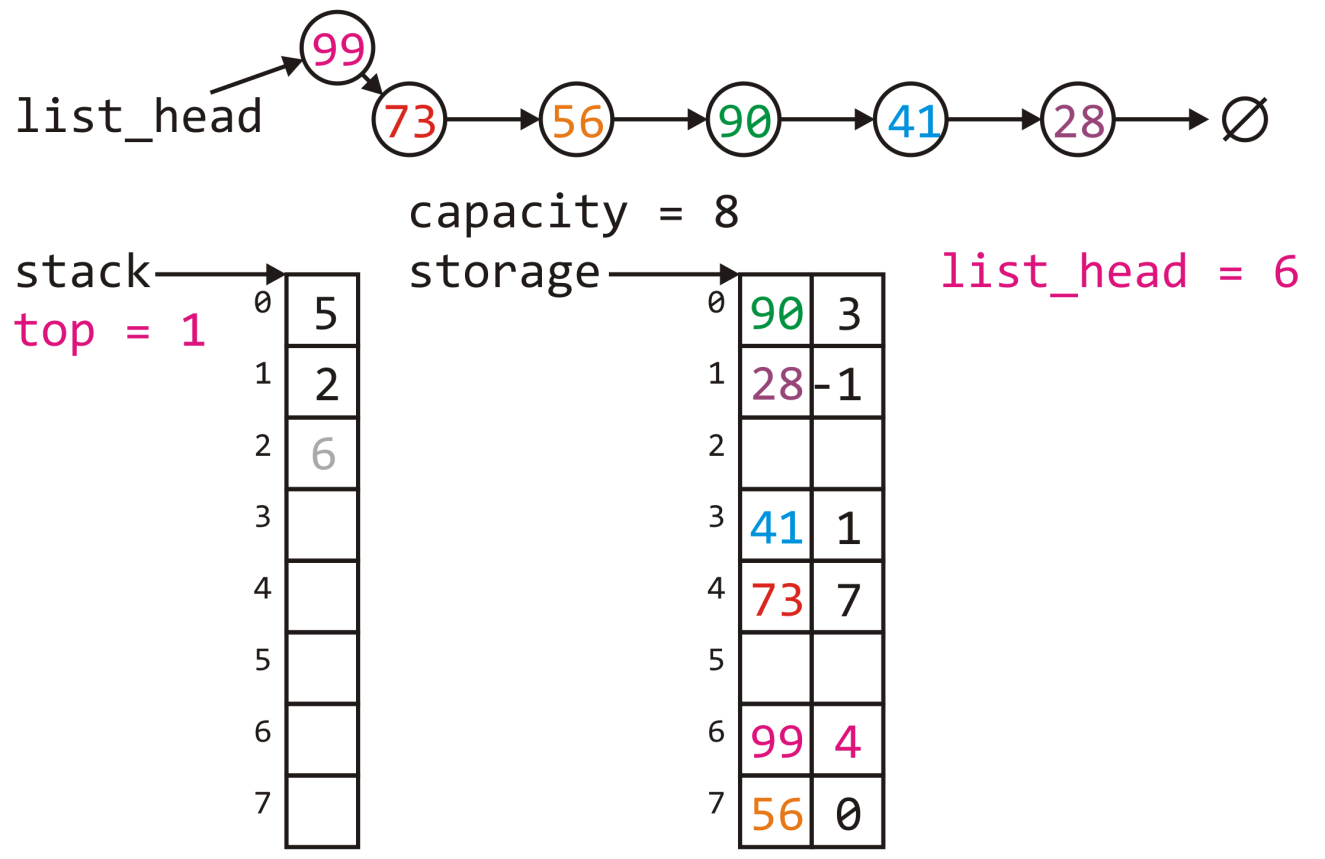 99
list_head 73 56 90 41 28 ∅
capacity = 8
stack
top = 1
0 5
1 2
2 6
3
4
5
6
7
storage
0 90 3
1 28 -1
2
3 41 1
4 73 7
5
6 99 4
7 56 0
list_head = 6